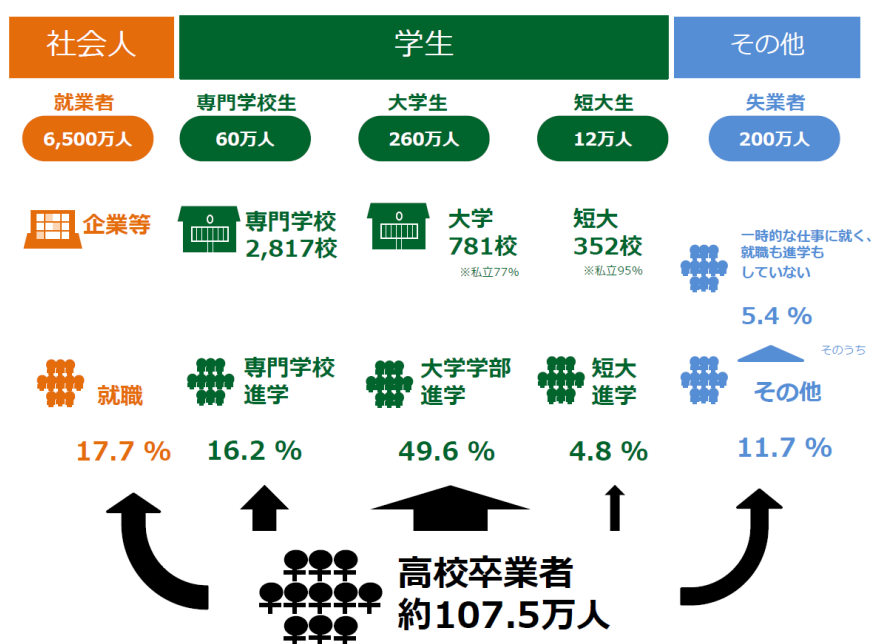 社会人
学生
その他
就業者
専門学校生
大学生
短大生
失業者
6,500万人
60万人
260万人
12万人
200万人
企業等
専門学校
2,817校
大学
781校
※私立77%
短大
352校
※私立95%
一時的な仕事に就く、
就職も進学も
していない
5.4 %
そのうち
就職
専門学校
進学
大学学部
進学
短大
進学
その他
17.7 %
16.2 %
49.6 %
4.8 %
11.7 %
高校卒業者
約107.5万人